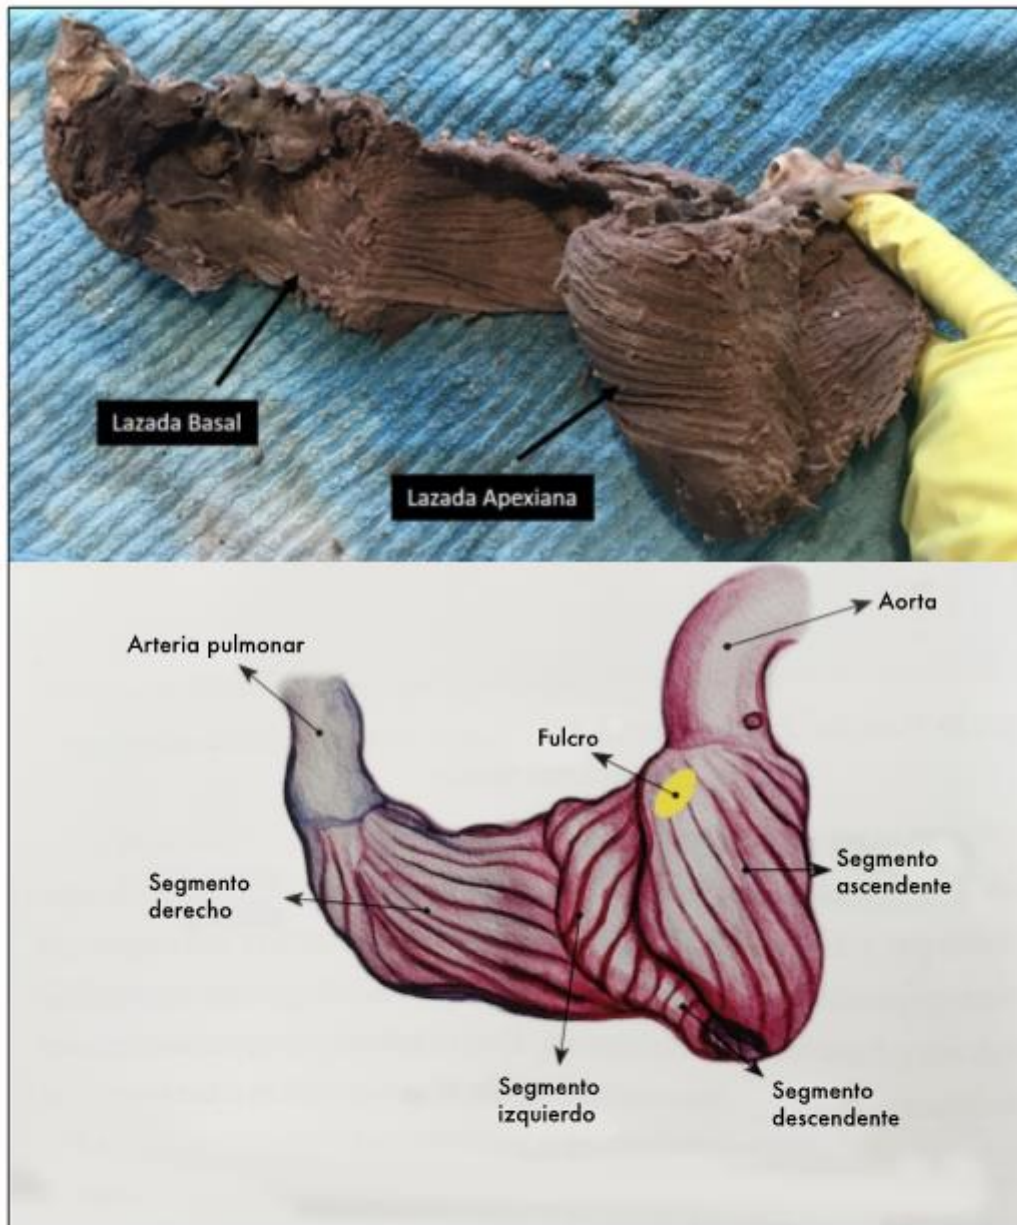 Lazada Basal
Lazada Apexiana
Aorta
Arteria pulmonar
Fulcro
Segmento
ascendente
Segmento
derecho
Segmento
izquierdo
Segmento
descendente